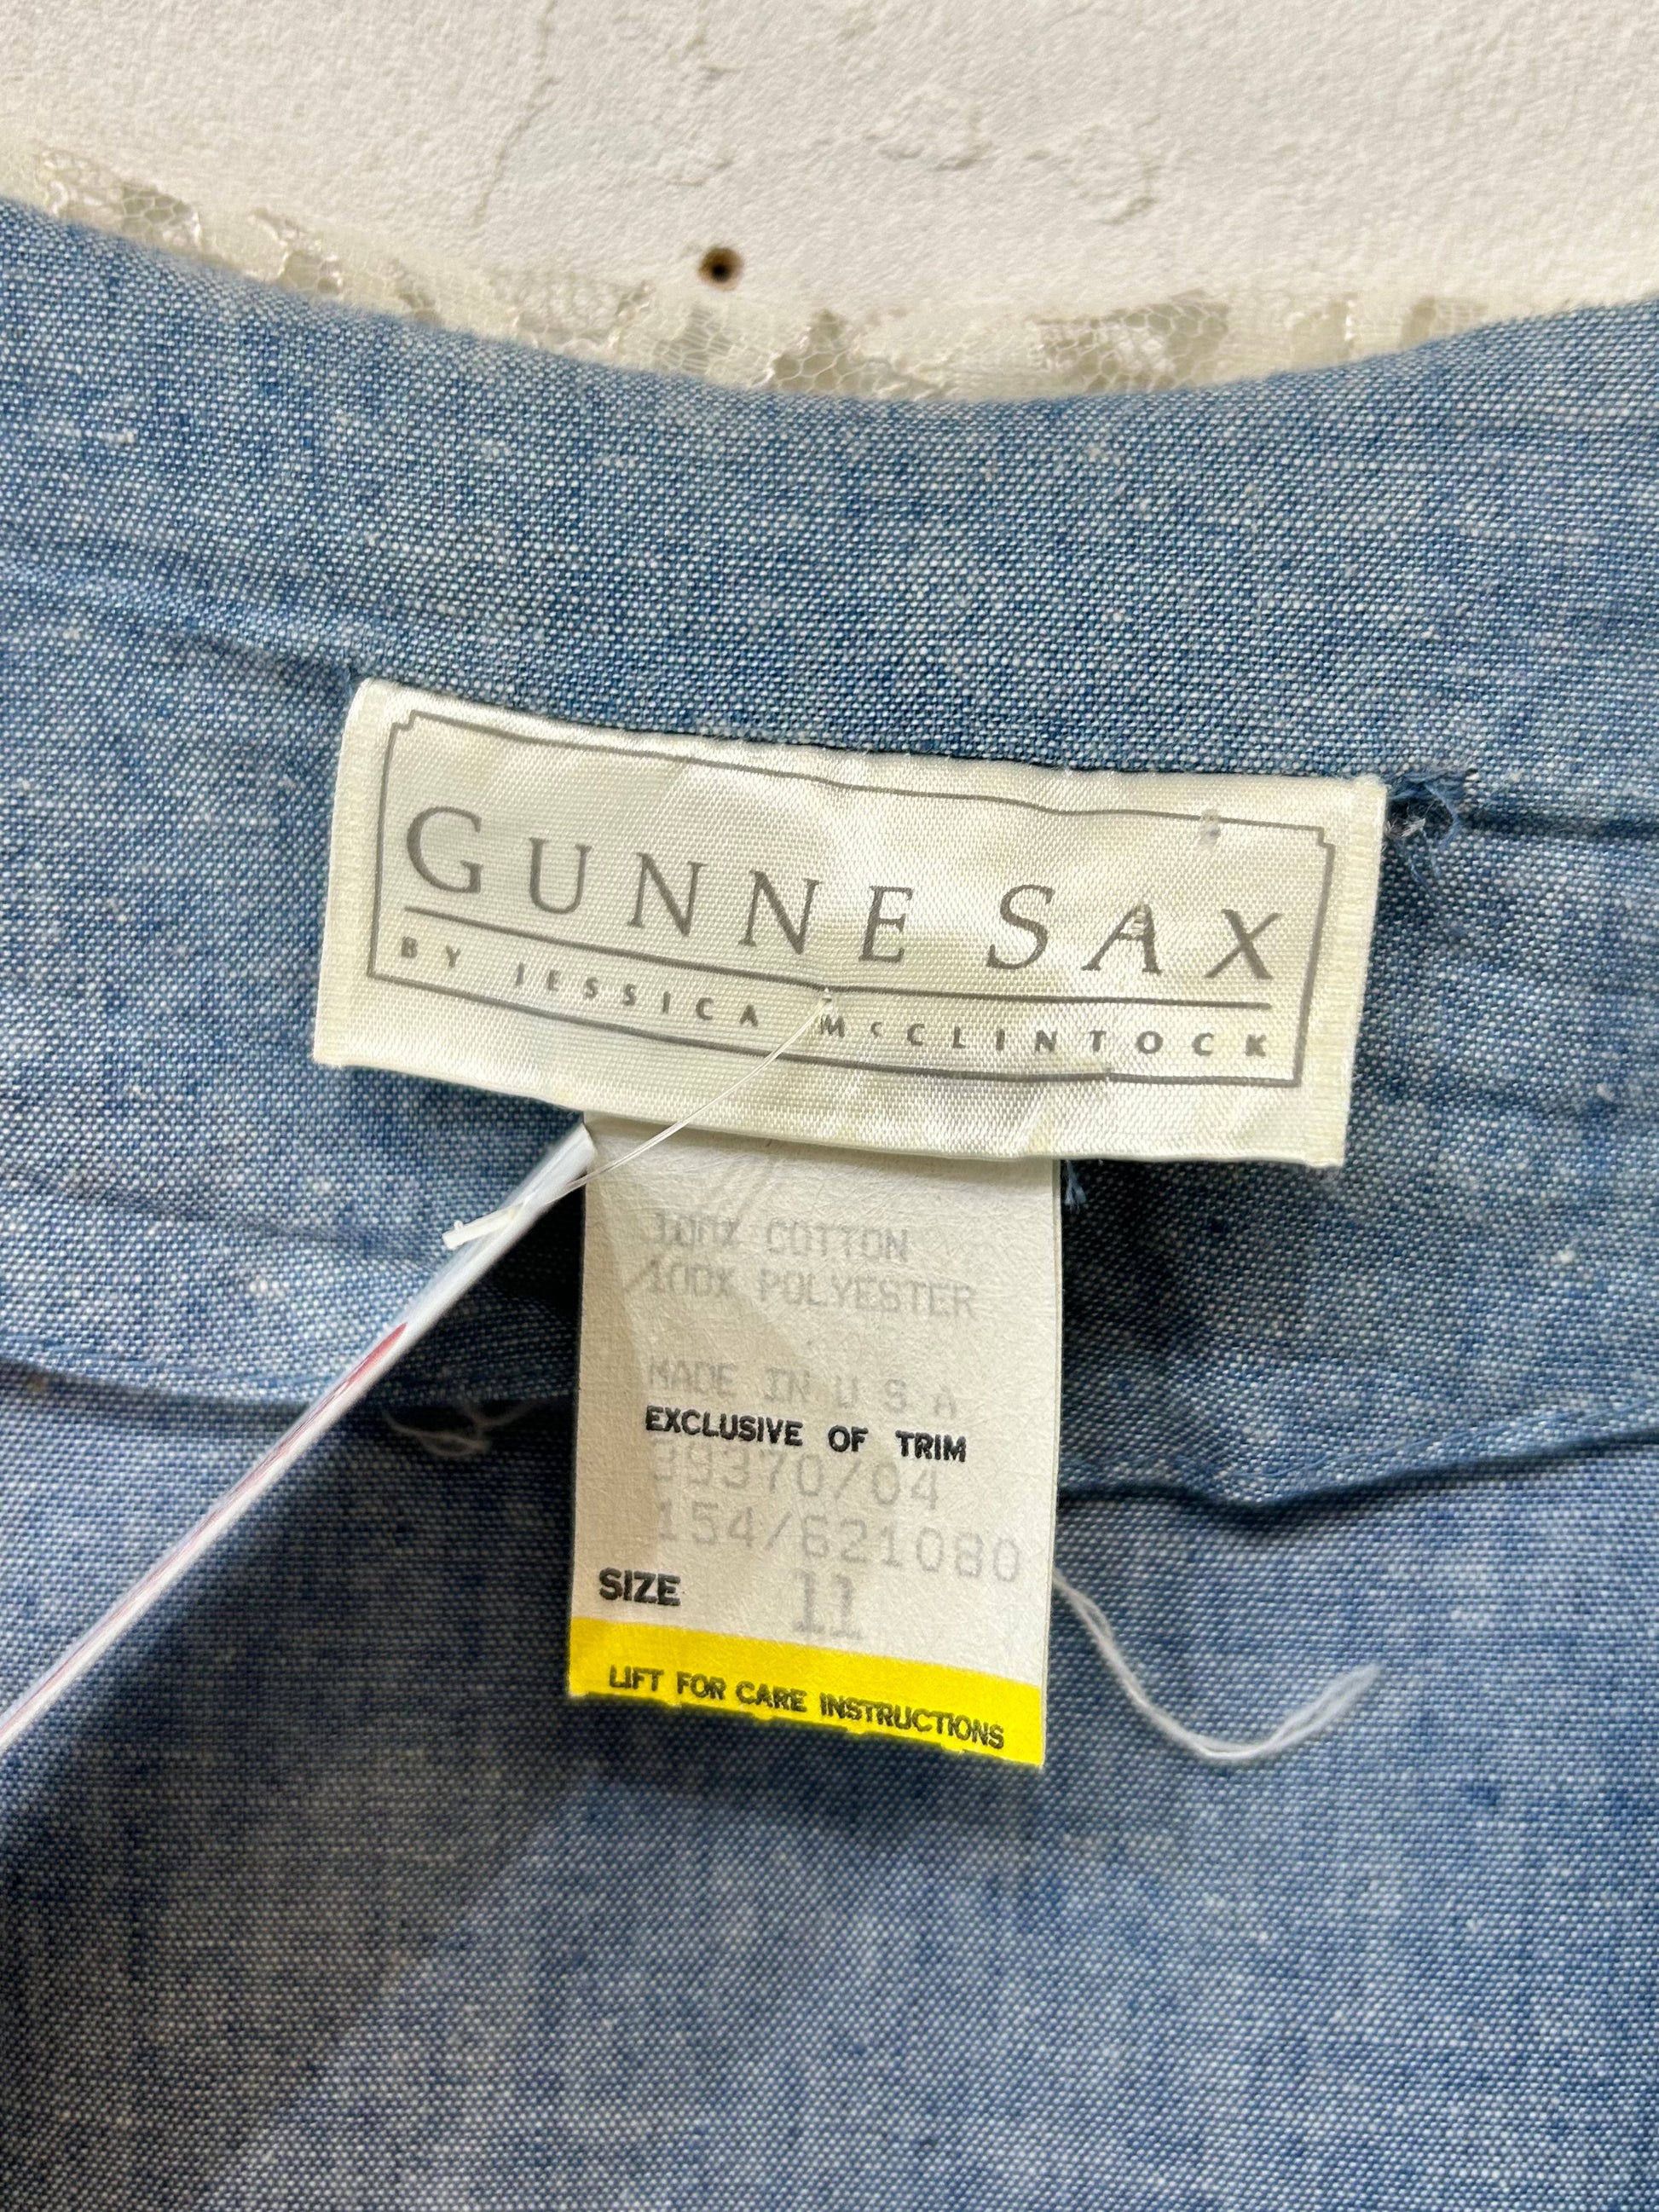 GUNNE SAX
BY JESSICA McCLINTOCK
100% COTTON
/100% POLYESTER
MADE IN U S A
EXCLUSIVE OF TRIM
39370/04
154/621080
SIZE 11
LIFT FOR CARE INSTRUCTIONS